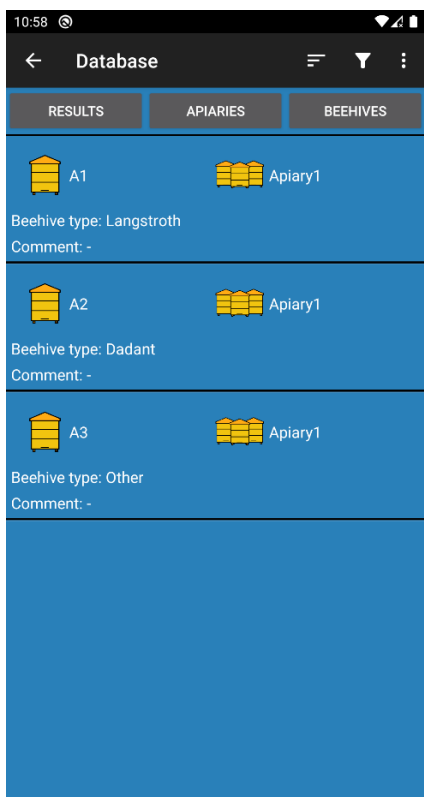 10:58
Database
RESULTS APIARIES BEEHIVES
A1 Apiary1
Beehive type: Langstroth
Comment: -
A2 Apiary1
Beehive type: Dadant
Comment: -
A3 Apiary1
Beehive type: Other
Comment: -